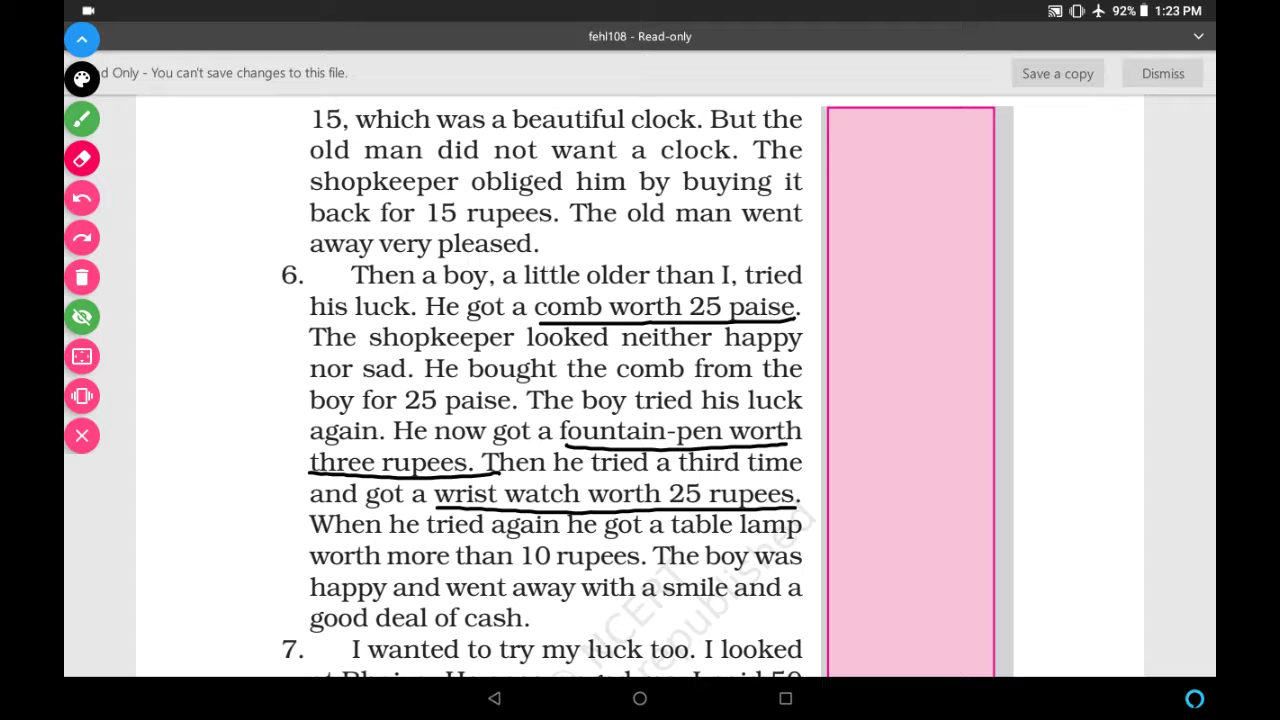 92% 1:23 PM
fehl108 - Read-only
d Only - You can't save changes to this file.
Save a copy
Dismiss
15, which was a beautiful clock. But the
old man did not want a clock. The
shopkeeper obliged him by buying it
back for 15 rupees. The old man went
away very pleased.
6. Then a boy, a little older than I, tried
his luck. He got a comb worth 25 paise.
The shopkeeper looked neither happy
nor sad. He bought the comb from the
boy for 25 paise. The boy tried his luck
again. He now got a fountain-pen worth
three rupees. Then he tried a third time
and got a wrist watch worth 25 rupees.
When he tried again he got a table lamp
worth more than 10 rupees. The boy was
happy and went away with a smile and a
good deal of cash.
7. I wanted to try my luck too. I looked
© NCERT
republished